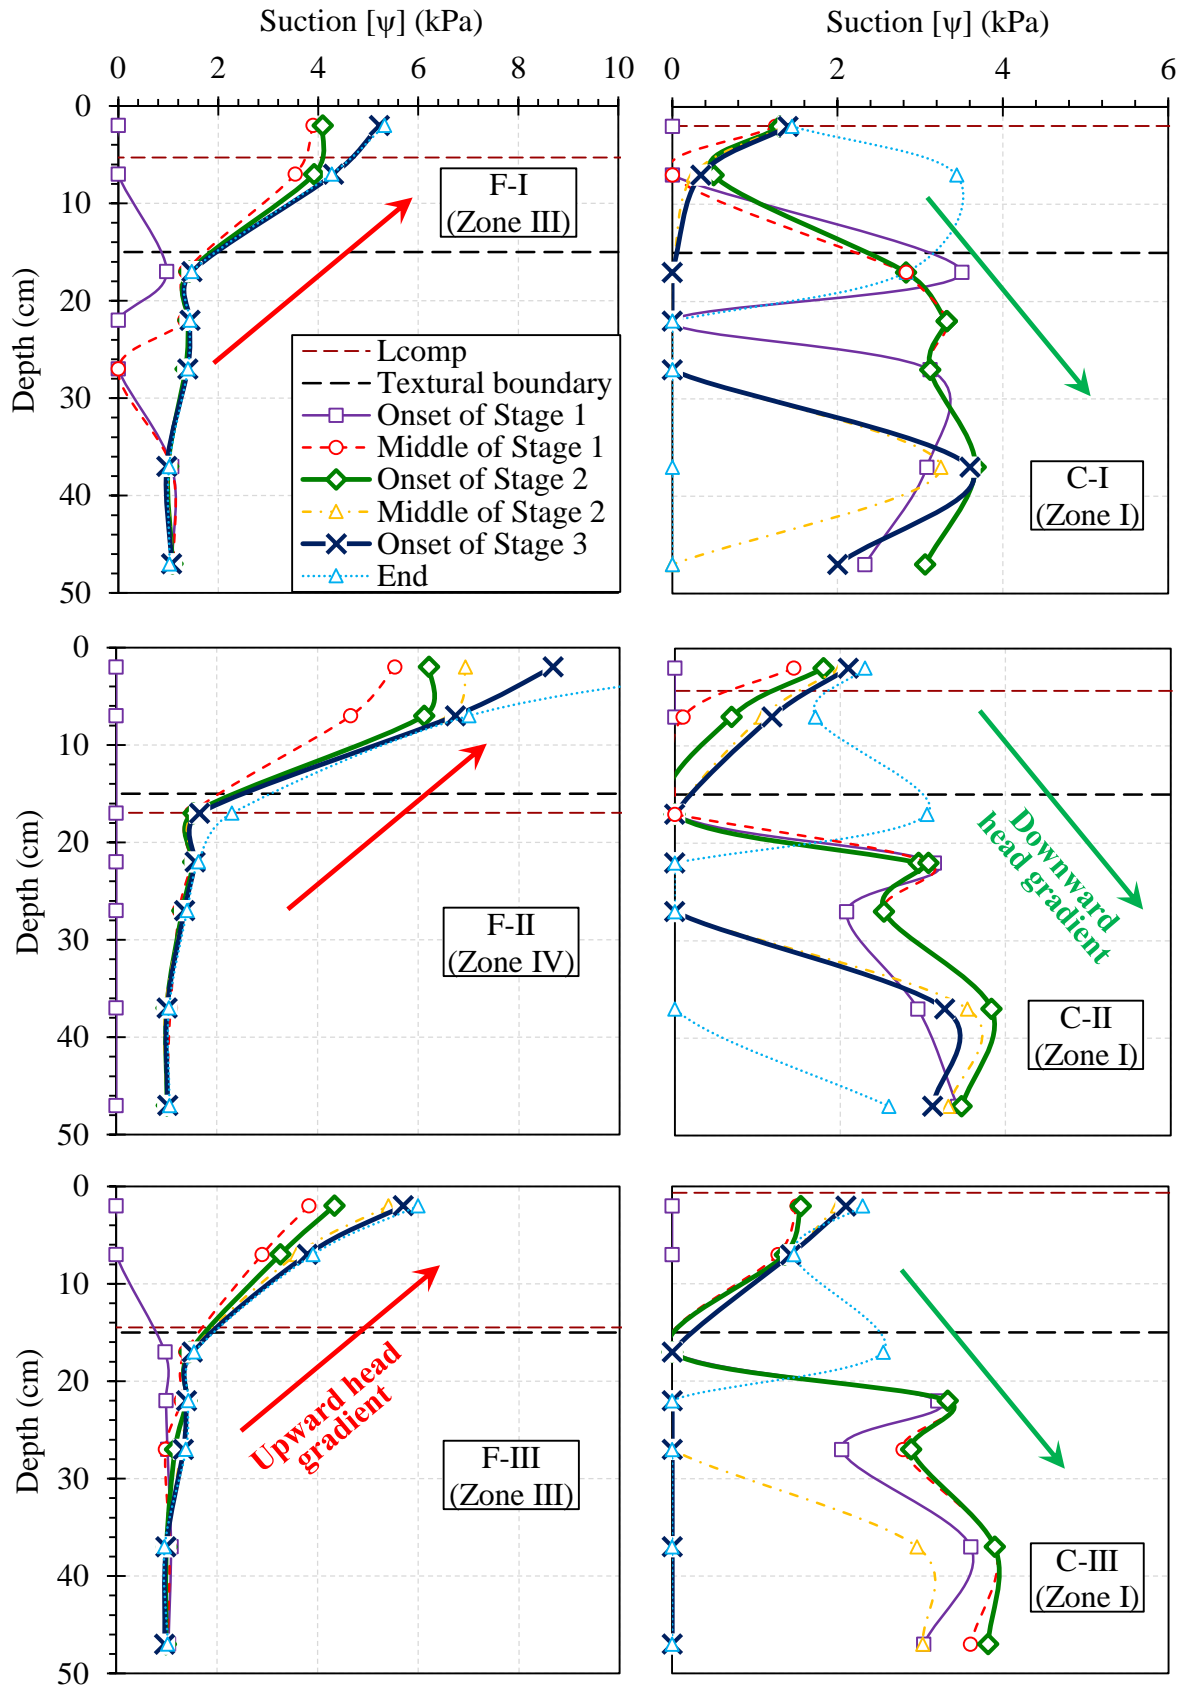 Suction [ψ] (kPa)
Suction [ψ] (kPa)
0 2 4 6 8 10
0 2 4 6
0
10
20
30
40
50
Depth (cm)
F-I
(Zone III)
Lcomp
Textural boundary
Onset of Stage 1
Middle of Stage 1
Onset of Stage 2
Middle of Stage 2
Onset of Stage 3
End
C-I
(Zone I)
0
10
20
30
40
50
Depth (cm)
F-II
(Zone IV)
Downward
head gradient
C-II
(Zone I)
0
10
20
30
40
50
Depth (cm)
Upward head
gradient
F-III
(Zone III)
C-III
(Zone I)